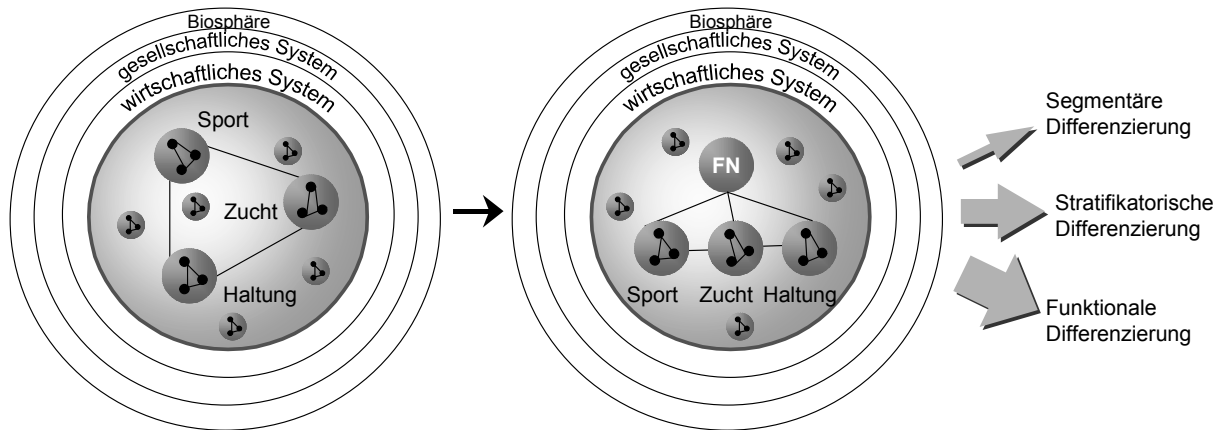 Biosphäre
gesellschaftliches System
wirtschaftliches System
Sport
Zucht
Haltung
Biosphäre
gesellschaftliches System
wirtschaftliches System
FN
Sport Zucht Haltung
Segmentäre
Differenzierung
Stratifikatorische
Differenzierung
Funktionale
Differenzierung